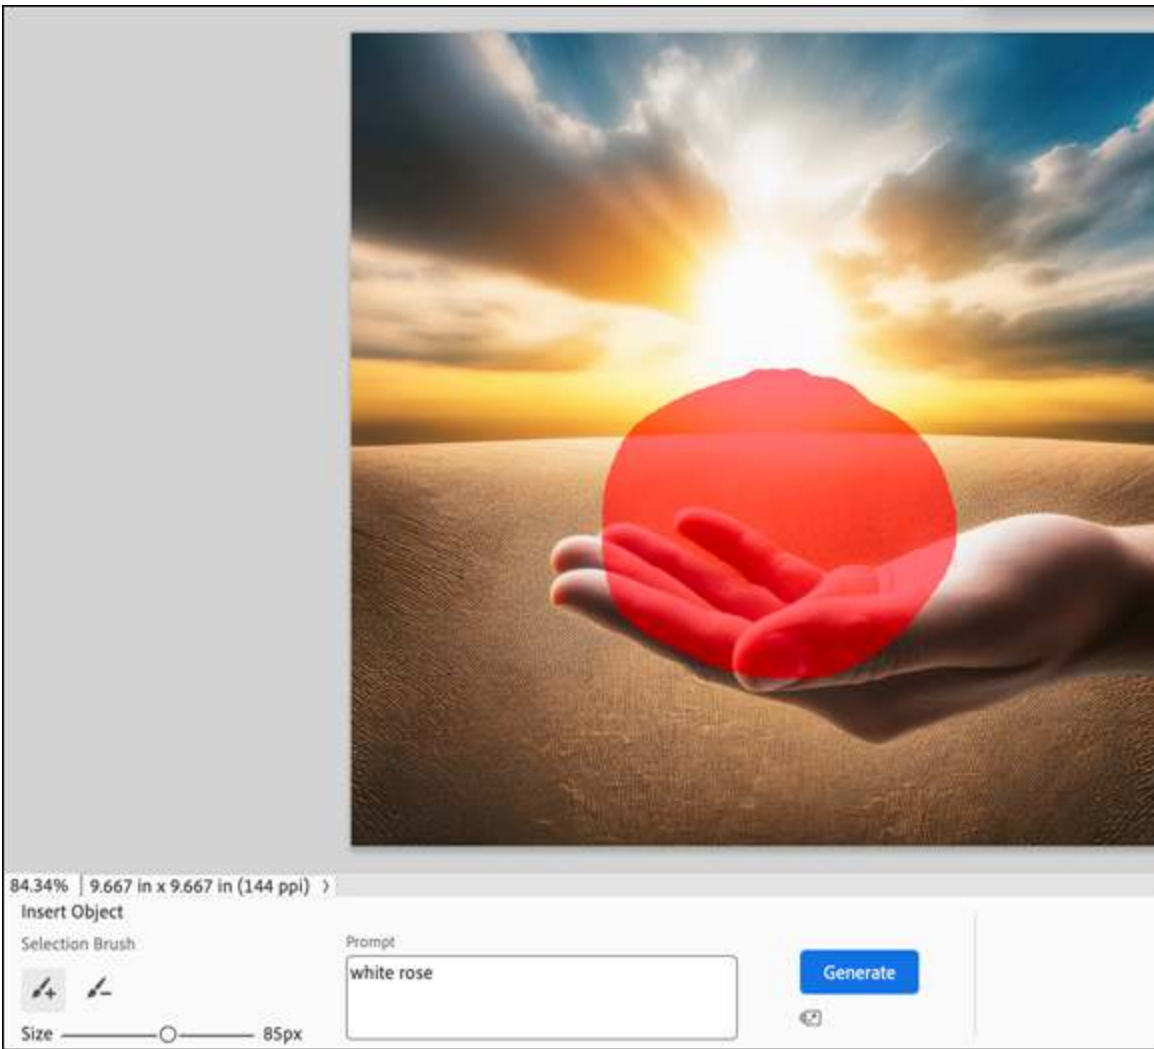 84.34% 9.667 in x 9.667 in (144 ppi)
Insert Object
Selection Brush
Prompt
white rose
Generate
Size 85px